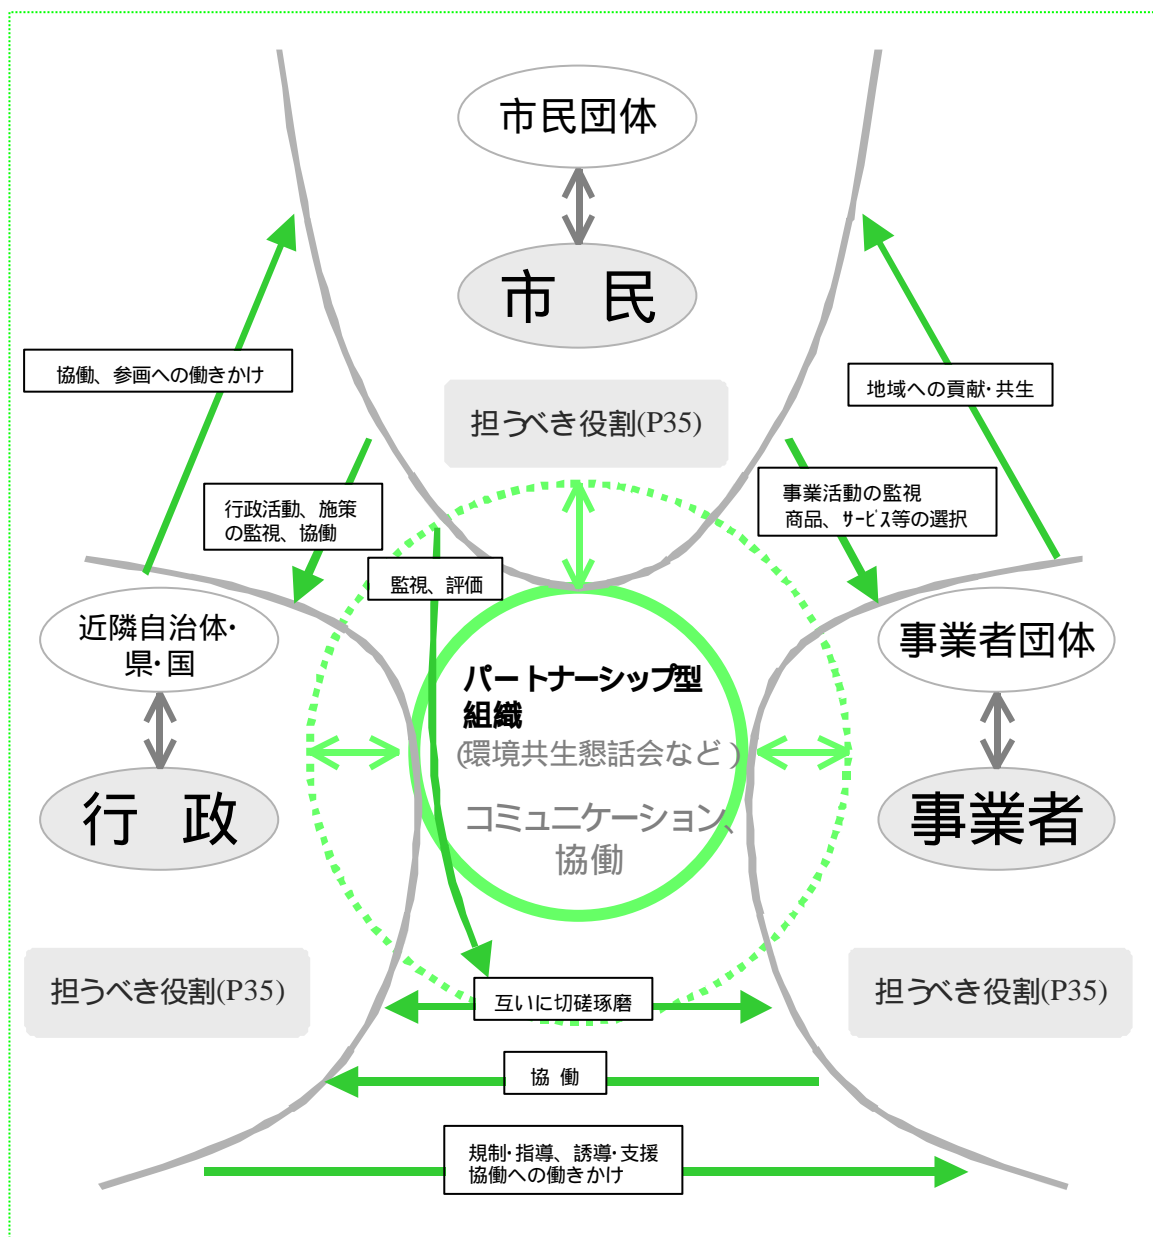 市民団体
市 民
協働、参画への働きかけ
地域への貢献・共生
担うべき役割(P35)
行政活動、施策
の監視、協働
事業活動の監視
商品、サービス等の選択
監視、評価
近隣自治体・
県・国
事業者団体
パートナーシップ型
組織
(環境共生懇話会など)
行 政
事業者
コミュニケーション、
協働
担うべき役割(P35)
担うべき役割(P35)
互いに切磋琢磨
協 働
規制・指導、誘導・支援
協働への働きかけ